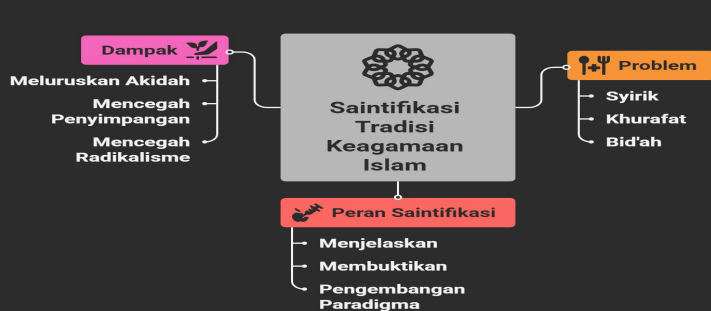 Dampak
Meluruskan Akidah
Mencegah
Penyimpangan
Mencegah
Radikalisme
Saintifikasi
Tradisi
Keagamaan
Islam
Problem
Syirik
Khurafat
Bid'ah
Peran Saintifikasi
Menjelaskan
Membuktikan
Pengembangan
Paradigma